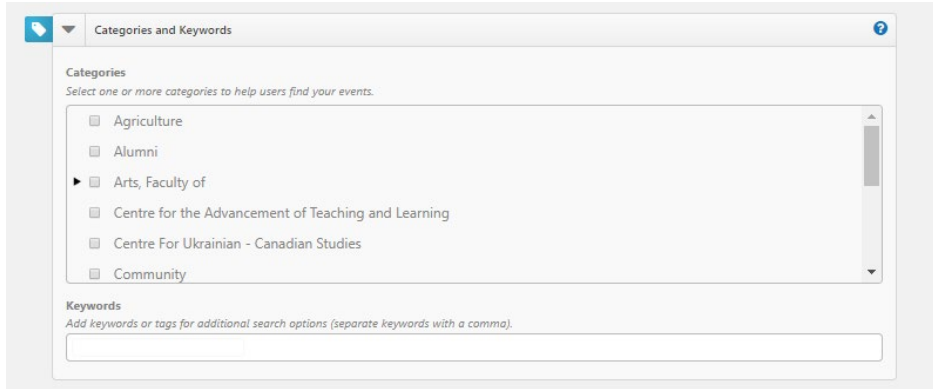 Categories and Keywords
Categories
Select one or more categories to help users find your events.
Agriculture
Alumni
Arts, Faculty of
Centre for the Advancement of Teaching and Learning
Centre For Ukrainian - Canadian Studies
Community
Keywords
Add keywords or tags for additional search options (separate keywords with a comma).